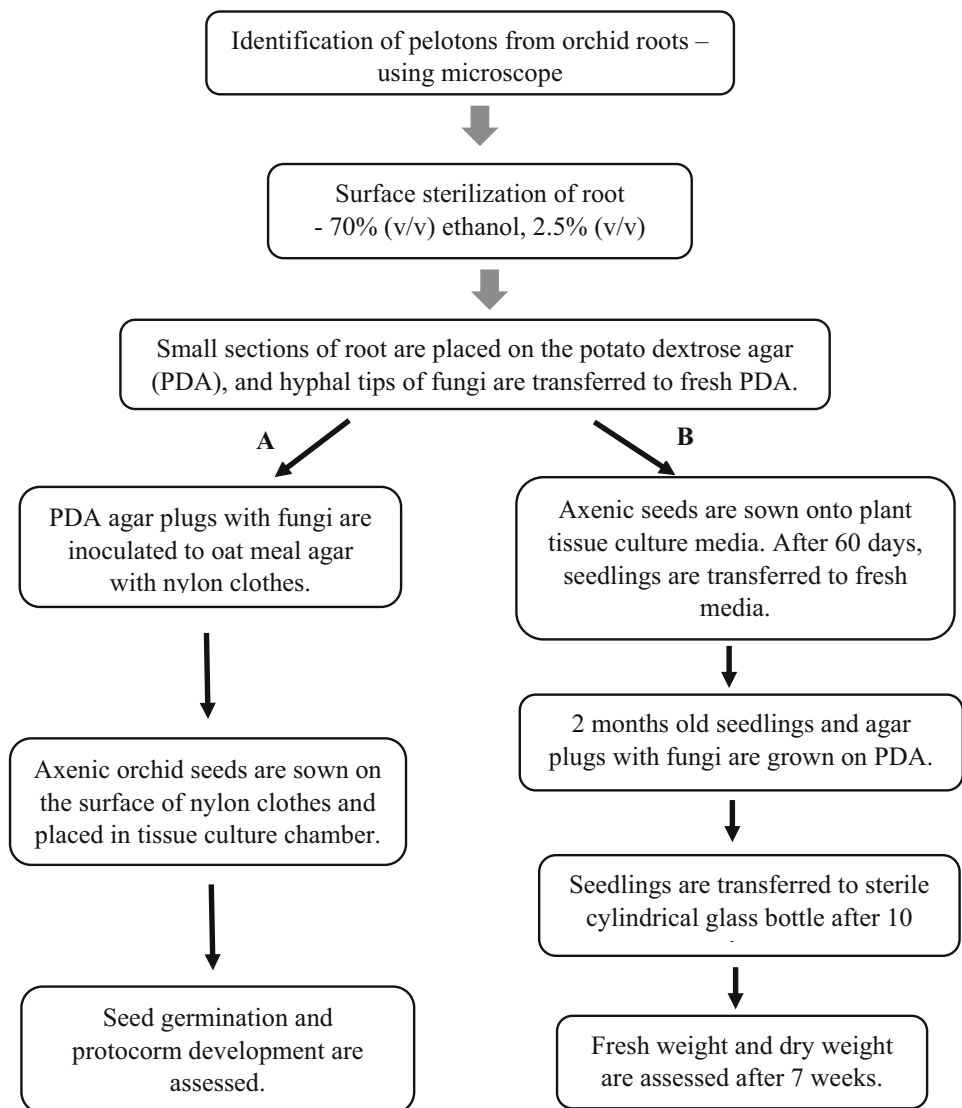 Identification of pelotons from orchid roots –
using microscope
Surface sterilization of root
- 70% (v/v) ethanol, 2.5% (v/v)
Small sections of root are placed on the potato dextrose agar
(PDA), and hyphal tips of fungi are transferred to fresh PDA.
A
PDA agar plugs with fungi are
inoculated to oat meal agar
with nylon clothes.
Axenic orchid seeds are sown on
the surface of nylon clothes and
placed in tissue culture chamber.
Seed germination and
protocorm development are
assessed.
B
Axenic seeds are sown onto plant
tissue culture media. After 60 days,
seedlings are transferred to fresh
media.
2 months old seedlings and agar
plugs with fungi are grown on PDA.
Seedlings are transferred to sterile
cylindrical glass bottle after 10
Fresh weight and dry weight
are assessed after 7 weeks.